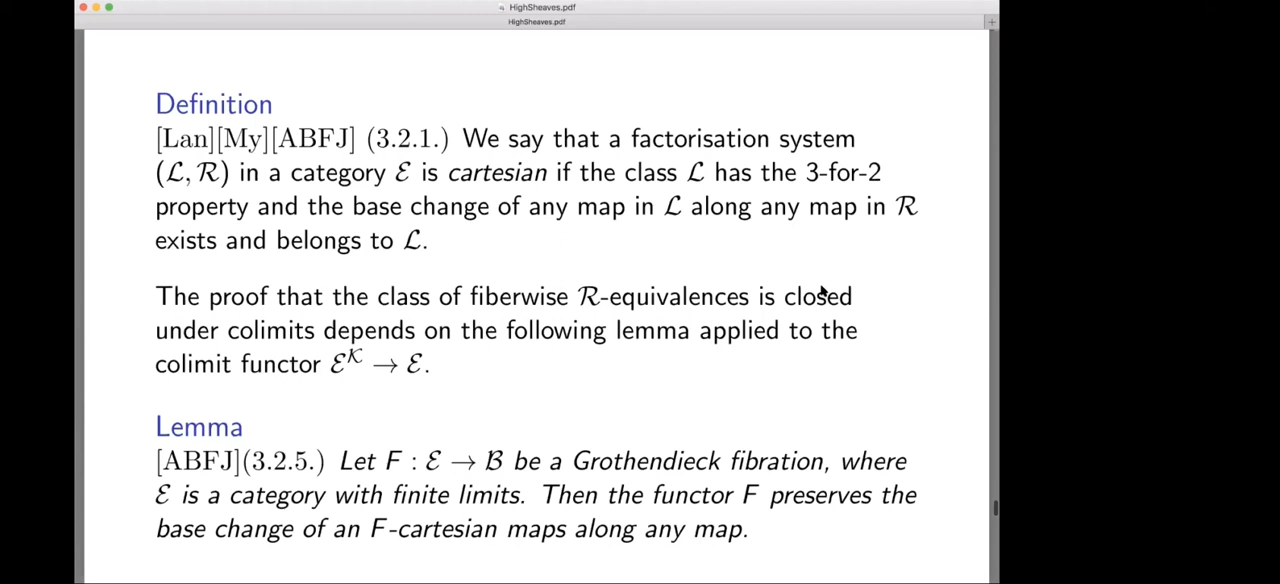 HighSheaves.pdf
HighSheaves.pdf
+
Definition
[Lan][My][ABFJ] (3.2.1.) We say that a factorisation system
(ℒ, ℛ) in a category ℰ is cartesian if the class ℒ has the 3-for-2
property and the base change of any map in ℒ along any map in ℛ
exists and belongs to ℒ.
The proof that the class of fiberwise ℛ-equivalences is closed
under colimits depends on the following lemma applied to the
colimit functor ℰ^𝒦 → ℰ.
Lemma
[ABFJ](3.2.5.) Let F : ℰ → ℬ be a Grothendieck fibration, where
ℰ is a category with finite limits. Then the functor F preserves the
base change of an F-cartesian maps along any map.